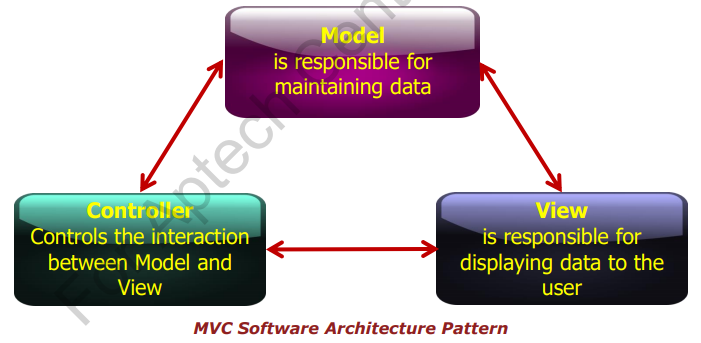 Model
is responsible for
maintaining data
Controller
Controls the interaction
between Model and
View
View
is responsible for
displaying data to the
user
MVC Software Architecture Pattern
Aptech